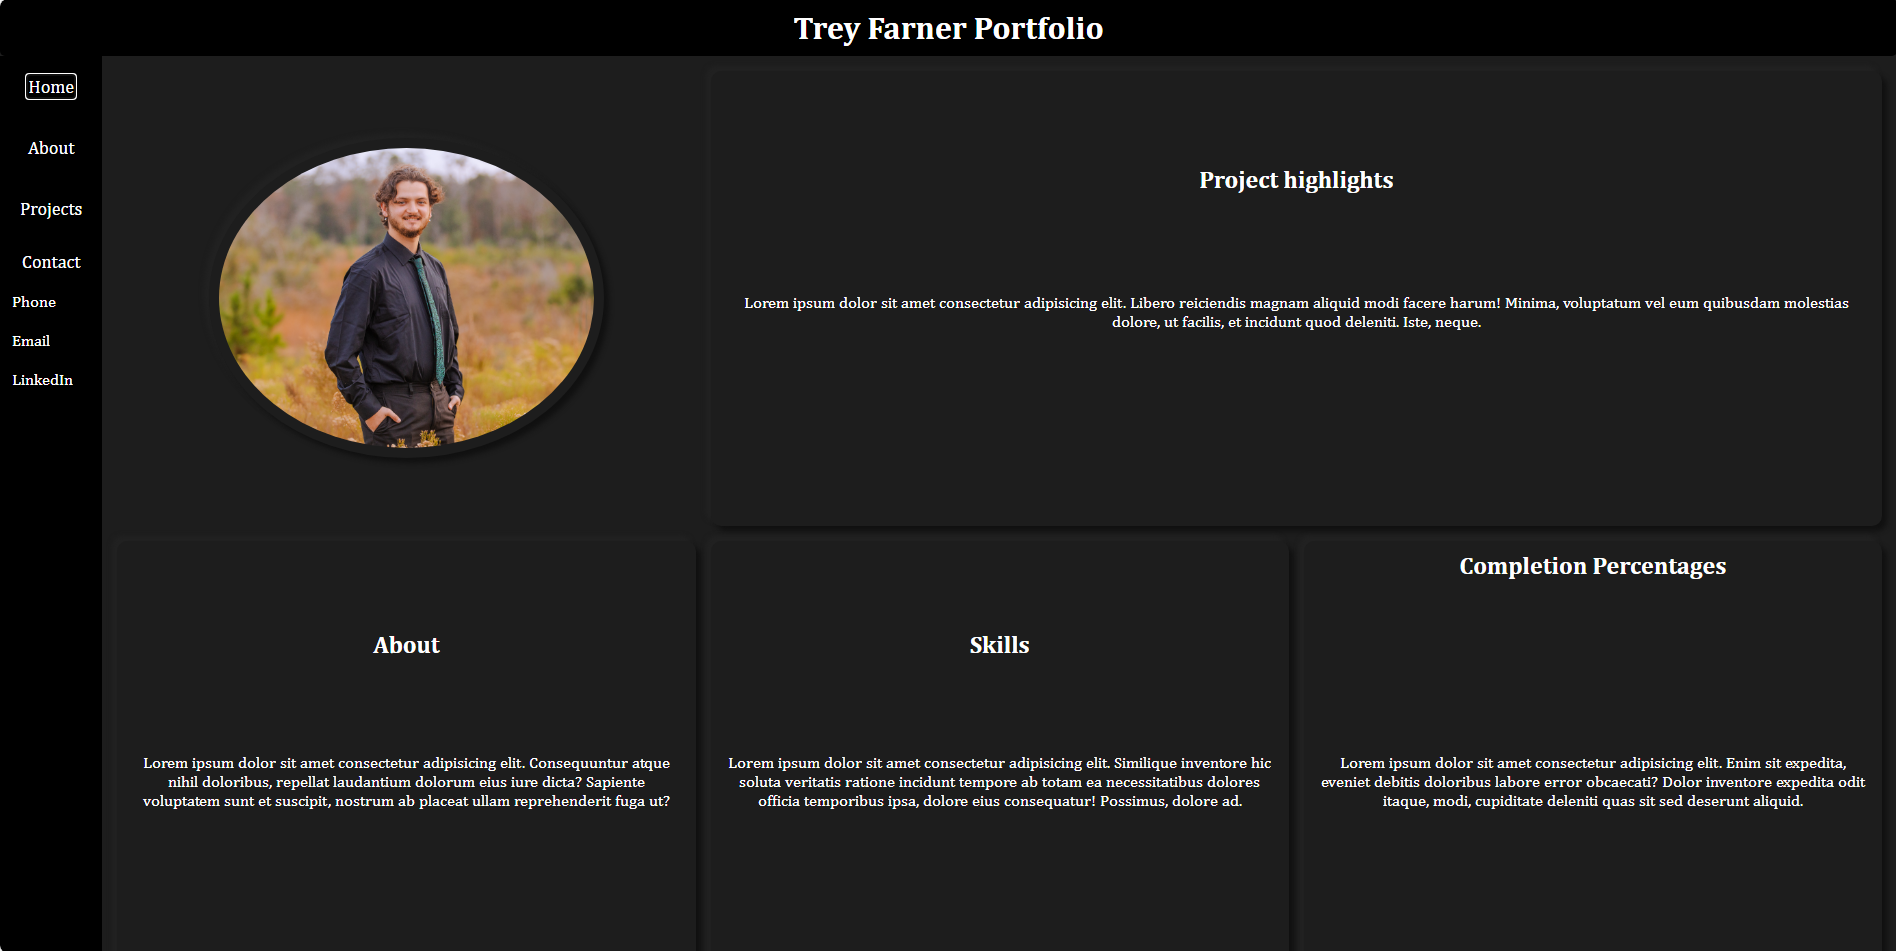 Trey Farner Portfolio
Home
About
Projects
Contact
Phone
Email
LinkedIn
Project highlights
Lorem ipsum dolor sit amet consectetur adipisicing elit. Libero reiciendis magnam aliquid modi facere harum! Minima, voluptatum vel eum quibusdam molestias
dolore, ut facilis, et incidunt quod deleniti. Iste, neque.
About
Lorem ipsum dolor sit amet consectetur adipisicing elit. Consequuntur atque
nihil doloribus, repellat laudantium dolorum eius iure dicta? Sapiente
voluptatem sunt et suscipit, nostrum ab placeat ullam reprehenderit fuga ut?
Skills
Lorem ipsum dolor sit amet consectetur adipisicing elit. Similique inventore hic
soluta veritatis ratione incidunt tempore ab totam ea necessitatibus dolores
officia temporibus ipsa, dolore eius consequatur! Possimus, dolore ad.
Completion Percentages
Lorem ipsum dolor sit amet consectetur adipisicing elit. Enim sit expedita,
eveniet debitis doloribus labore error obcaecati? Dolor inventore expedita odit
itaque, modi, cupiditate deleniti quas sit sed deserunt aliquid.